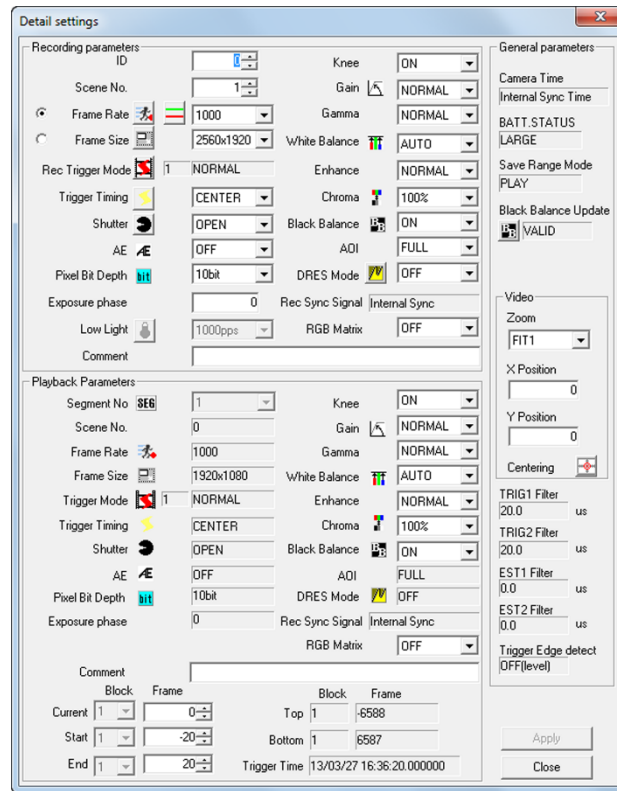 Detail settings
Recording parameters
ID 0
Scene No. 1
Frame Rate 1000
Frame Size 2560x1920
Rec Trigger Mode 1 NORMAL
Trigger Timing CENTER
Shutter OPEN
AE Æ OFF
Pixel Bit Depth bit 10bit
Exposure phase 0
Low Light 1000pps
Comment
Knee ON
Gain NORMAL
Gamma NORMAL
White Balance AUTO
Enhance NORMAL
Chroma 100%
Black Balance BB ON
AOI FULL
DRES Mode OFF
Rec Sync Signal Internal Sync
RGB Matrix OFF
Playback Parameters
Segment No SEG 1
Scene No. 0
Frame Rate 1000
Frame Size 1920x1080
Trigger Mode 1 NORMAL
Trigger Timing CENTER
Shutter OPEN
AE Æ OFF
Pixel Bit Depth bit 10bit
Exposure phase 0
Knee ON
Gain NORMAL
Gamma NORMAL
White Balance AUTO
Enhance NORMAL
Chroma 100%
Black Balance BB ON
AOI FULL
DRES Mode OFF
Rec Sync Signal Internal Sync
RGB Matrix OFF
Comment
Block Frame
Current 1 0
Start 1 -20
End 1 20
Block Frame
Top 1 -6588
Bottom 1 6587
Trigger Time 13/03/27 16:36:20.000000
General parameters
Camera Time
Internal Sync Time
BATT.STATUS
LARGE
Save Range Mode
PLAY
Black Balance Update
BB VALID
Video
Zoom
FIT1
X Position
0
Y Position
0
Centering
TRIG1 Filter
20.0 us
TRIG2 Filter
20.0 us
EST1 Filter
0.0 us
EST2 Filter
0.0 us
Trigger Edge detect
OFF(level)
Apply
Close